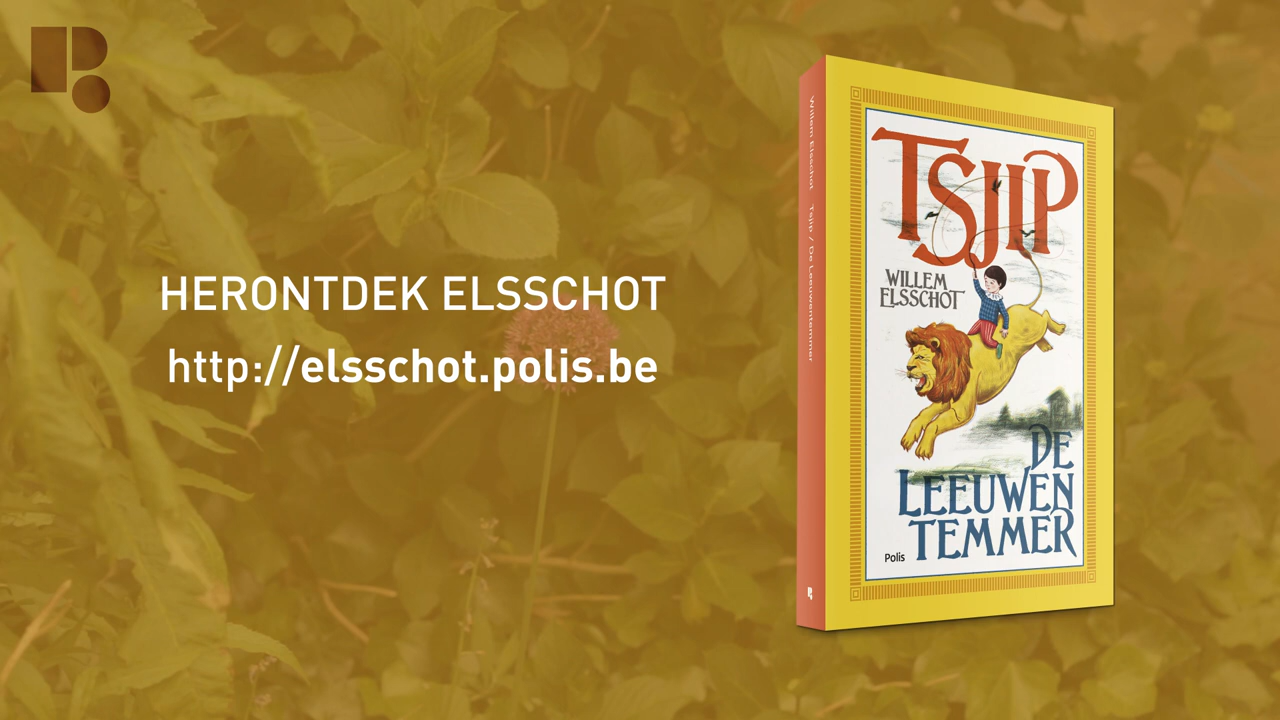 HERONTDEK ELSSCHOT
http://elsschot.polis.be
Willem Elsschot Tsjip / De Leeuwentemmer
TSJIP
WILLEM
ELSSCHOT
DE
LEEUWEN
TEMMER
Polis